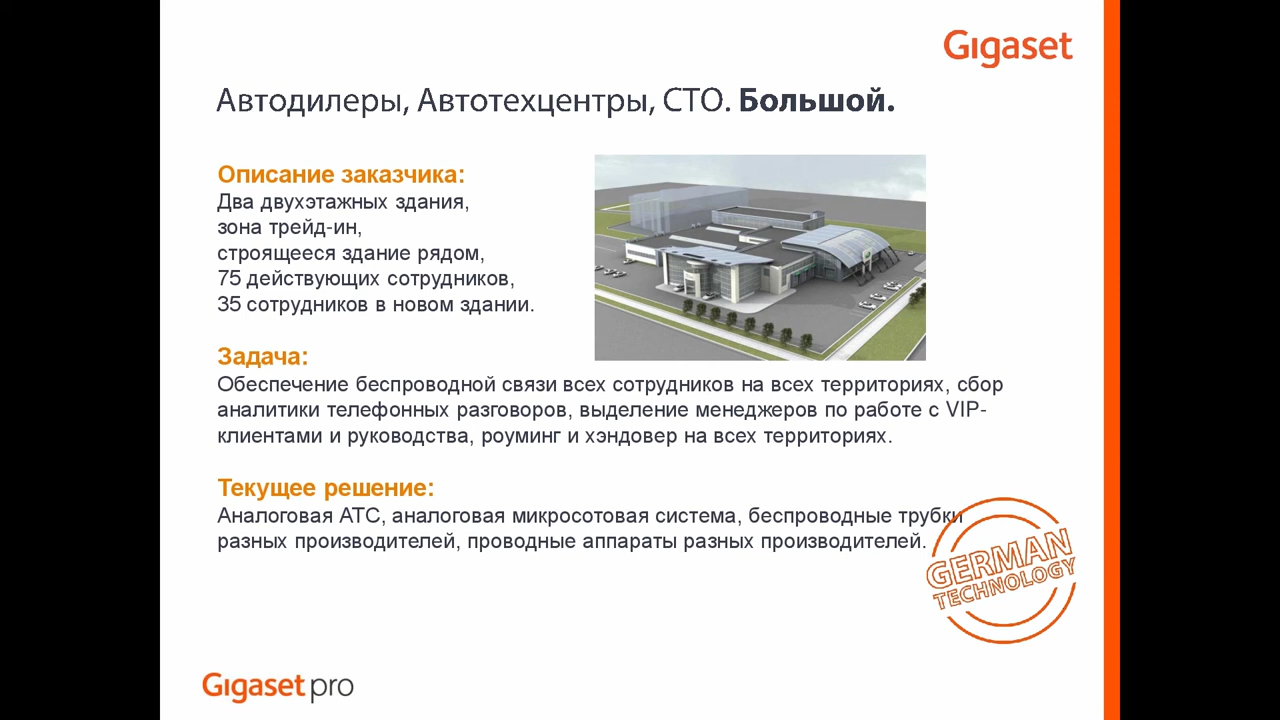 Gigaset
Автодилеры, Автотехцентры, СТО. Большой.
Описание заказчика:
Два двухэтажных здания,
зона трейд-ин,
строящееся здание рядом,
75 действующих сотрудников,
35 сотрудников в новом здании.
Задача:
Обеспечение беспроводной связи всех сотрудников на всех территориях, сбор
аналитики телефонных разговоров, выделение менеджеров по работе с VIP-
клиентами и руководства, роуминг и хэндовер на всех территориях.
Текущее решение:
Аналоговая АТС, аналоговая микросотовая система, беспроводные трубки
разных производителей, проводные аппараты разных производителей.
GERMAN
TECHNOLOGY
Gigaset pro